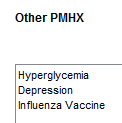 Other PMHX
Hyperglycemia
Depression
Influenza Vaccine